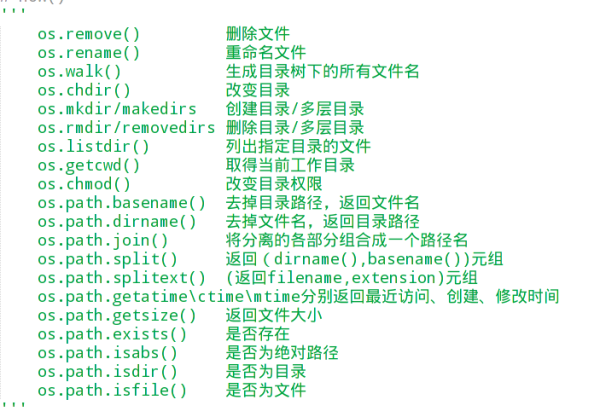 '''
os.remove() 删除文件
os.rename() 重命名文件
os.walk() 生成目录树下的所有文件名
os.chdir() 改变目录
os.mkdir/makedirs 创建目录/多层目录
os.rmdir/removedirs 删除目录/多层目录
os.listdir() 列出指定目录的文件
os.getcwd() 取得当前工作目录
os.chmod() 改变目录权限
os.path.basename() 去掉目录路径，返回文件名
os.path.dirname() 去掉文件名，返回目录路径
os.path.join() 将分离的各部分组合成一个路径名
os.path.split() 返回（dirname(),basename())元组
os.path.splitext() (返回filename,extension)元组
os.path.getatime\ctime\mtime分别返回最近访问、创建、修改时间
os.path.getsize() 返回文件大小
os.path.exists() 是否存在
os.path.isabs() 是否为绝对路径
os.path.isdir() 是否为目录
os.path.isfile() 是否为文件
'''